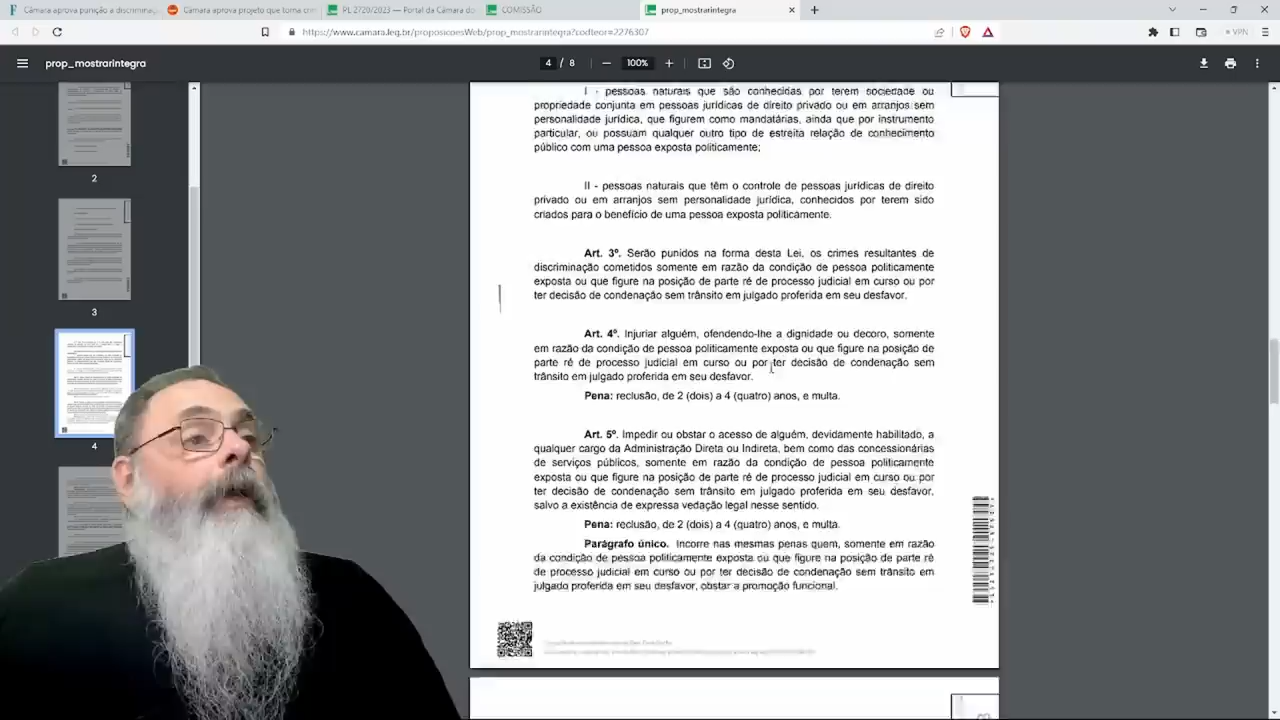 Câmara aprova punição a discrimina
Câmara aprova projeto que torna com
PL 2720/2023 — Portal da Câmara do
COMISSÃO
prop_mostrarintegra
https://www.camara.leg.br/proposicoesWeb/prop_mostrarintegra?codteor=2276307
VPN
prop_mostrarintegra
4 / 8
100%
2
3
4
I - pessoas naturais que são conhecidas por terem sociedade ou
propriedade conjunta em pessoas jurídicas de direito privado ou em arranjos sem
personalidade jurídica, que figurem como mandatárias, ainda que por instrumento
particular, ou possuam qualquer outro tipo de estreita relação de conhecimento
público com uma pessoa exposta politicamente;
II - pessoas naturais que têm o controle de pessoas jurídicas de direito
privado ou em arranjos sem personalidade jurídica, conhecidos por terem sido
criados para o benefício de uma pessoa exposta politicamente.
Art. 3º. Serão punidos na forma desta Lei, os crimes resultantes de
discriminação cometidos somente em razão da condição de pessoa politicamente
exposta ou que figure na posição de parte ré de processo judicial em curso ou por
ter decisão de condenação sem trânsito em julgado proferida em seu desfavor.
Art. 4º. Injuriar alguém, ofendendo-lhe a dignidade ou decoro, somente
em razão da condição de pessoa politicamente exposta ou que figure na posição de
parte ré de processo judicial em curso ou por ter decisão de condenação sem
trânsito em julgado proferida em seu desfavor.
Pena: reclusão, de 2 (dois) a 4 (quatro) anos, e multa.
Art. 5º. Impedir ou obstar o acesso de alguém, devidamente habilitado, a
qualquer cargo da Administração Direta ou Indireta, bem como das concessionárias
de serviços públicos, somente em razão da condição de pessoa politicamente
exposta ou que figure na posição de parte ré de processo judicial em curso ou por
ter decisão de condenação sem trânsito em julgado proferida em seu desfavor,
salvo a existência de expressa vedação legal nesse sentido.
Pena: reclusão, de 2 (dois) a 4 (quatro) anos, e multa.
Parágrafo único. Incorre nas mesmas penas quem, somente em razão
da condição de pessoa politicamente exposta ou que figure na posição de parte ré
de processo judicial em curso ou por ter decisão de condenação sem trânsito em
julgado proferida em seu desfavor, obstar a promoção funcional.